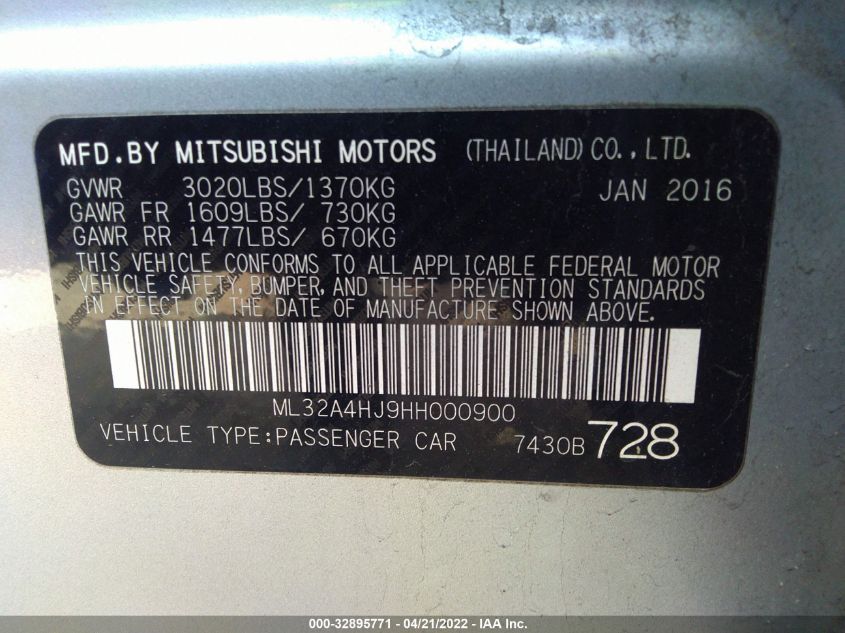 MFD.BY MITSUBISHI MOTORS (THAILAND) CO., LTD.
GVWR 3020LBS/1370KG JAN 2016
GAWR FR 1609LBS/ 730KG
GAWR RR 1477LBS/ 670KG
THIS VEHICLE CONFORMS TO ALL APPLICABLE FEDERAL MOTOR
VEHICLE SAFETY, BUMPER, AND THEFT PREVENTION STANDARDS
IN EFFECT ON THE DATE OF MANUFACTURE SHOWN ABOVE.
ML32A4HJ9HH000900
VEHICLE TYPE:PASSENGER CAR 7430B 728
000-32895771 - 04/21/2022 - IAA Inc.